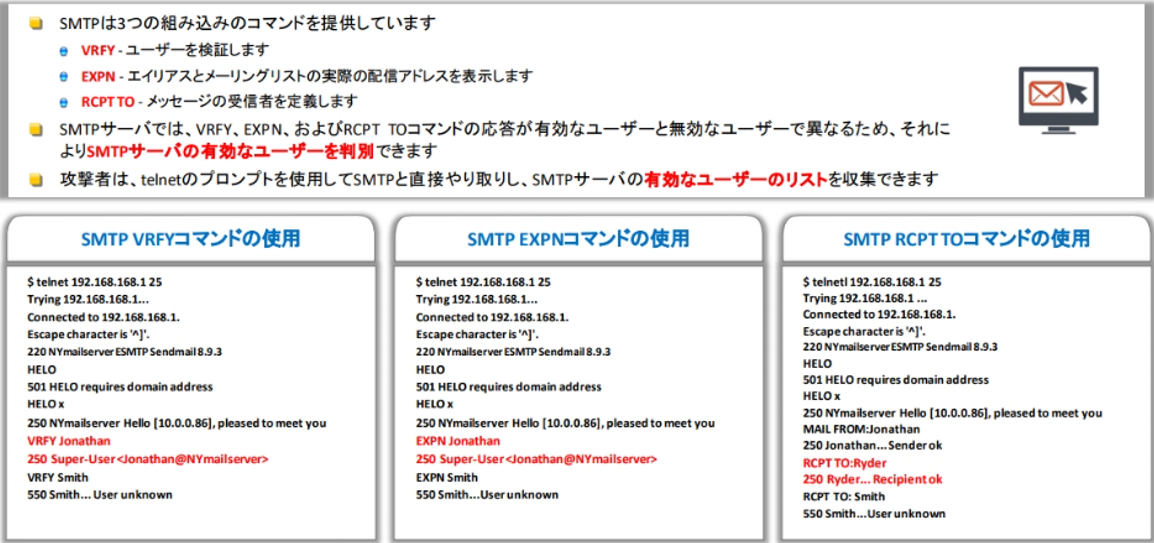 SMTPは3つの組み込みのコマンドを提供しています
VRFY - ユーザーを検証します
EXPN - エイリアスとメーリングリストの実際の配信アドレスを表示します
RCPT TO - メッセージの受信者を定義します
SMTPサーバでは、VRFY、EXPN、およびRCPT TOコマンドの応答が有効なユーザーと無効なユーザーで異なるため、それに
よりSMTPサーバの有効なユーザーを判別できます
攻撃者は、telnetのプロンプトを使用してSMTPと直接やり取りし、SMTPサーバの有効なユーザーのリストを収集できます
SMTP VRFYコマンドの使用
$ telnet 192.168.168.1 25
Trying 192.168.168.1...
Connected to 192.168.168.1.
Escape character is '^]'.
220 NYmailserver ESMTP Sendmail 8.9.3
HELO
501 HELO requires domain address
HELO x
250 NYmailserver Hello [10.0.0.86], pleased to meet you
VRFY Jonathan
250 Super-User <Jonathan@NYmailserver>
VRFY Smith
550 Smith... User unknown
SMTP EXPNコマンドの使用
$ telnet 192.168.168.1 25
Trying 192.168.168.1...
Connected to 192.168.168.1.
Escape character is '^]'.
220 NYmailserver ESMTP Sendmail 8.9.3
HELO
501 HELO requires domain address
HELO x
250 NYmailserver Hello [10.0.0.86], pleased to meet you
EXPN Jonathan
250 Super-User <Jonathan@NYmailserver>
EXPN Smith
550 Smith...User unknown
SMTP RCPT TOコマンドの使用
$ telnetl 192.168.168.1 25
Trying 192.168.168.1 ...
Connected to 192.168.168.1.
Escape character is '^]'.
220 NYmailserver ESMTP Sendmail 8.9.3
HELO
501 HELO requires domain address
HELO x
250 NYmailserver Hello [10.0.0.86], pleased to meet you
MAIL FROM:Jonathan
250 Jonathan... Sender ok
RCPT TO:Ryder
250 Ryder... Recipient ok
RCPT TO: Smith
550 Smith...User unknown